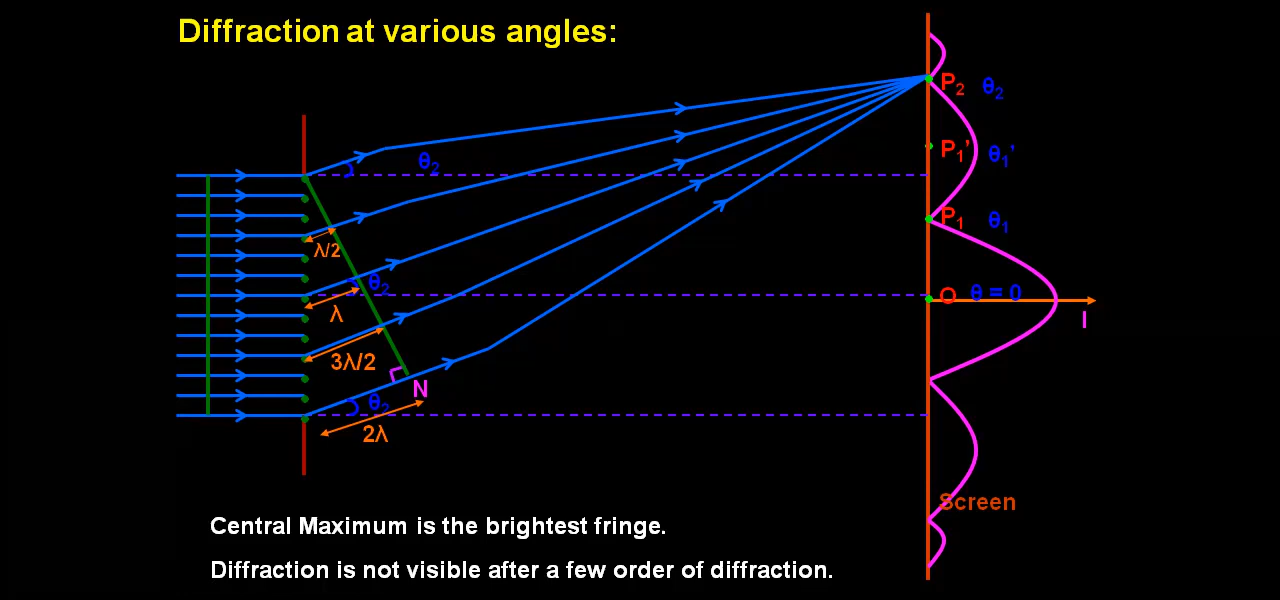 Diffraction at various angles:
P₂ θ₂
P₁’ θ₁’
θ₂
P₁ θ₁
λ/2
θ₂
O θ = 0
λ
I
3λ/2
N
θ₂
2λ
Screen
Central Maximum is the brightest fringe.
Diffraction is not visible after a few order of diffraction.